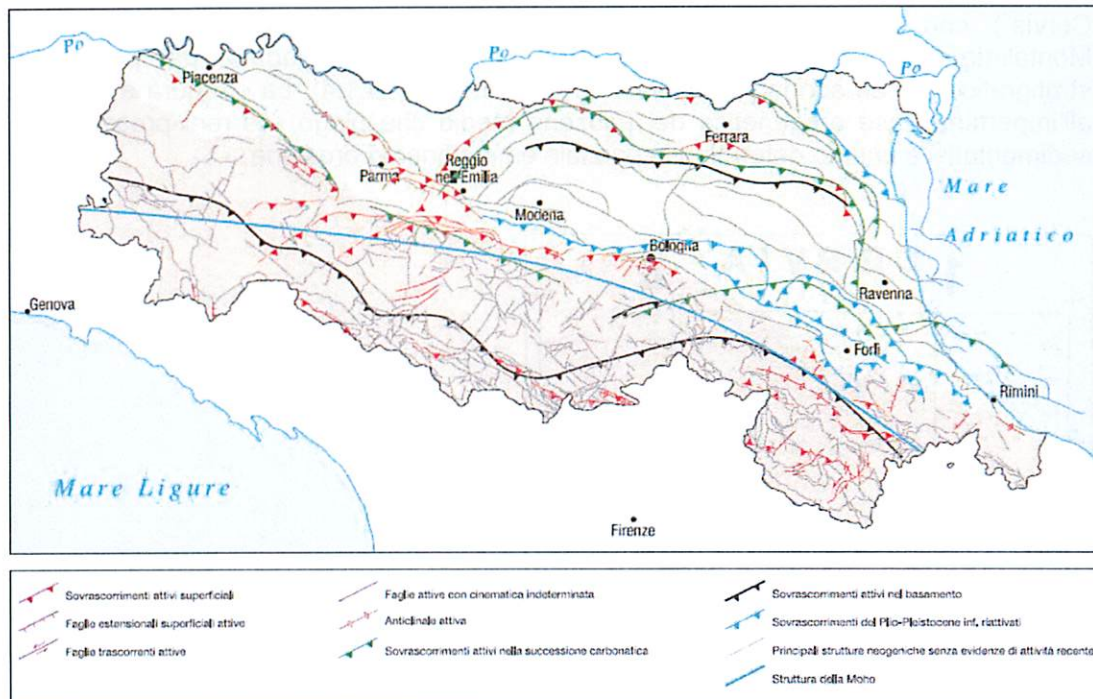 Po
Piacenza
Po
Po
Ferrara
Reggio
nell'Emilia
Parma
Modena
Mare
Adriatico
Bologna
Ravenna
Genova
Forlì
Rimini
Mare Ligure
Firenze
Sovrascorrimenti attivi superficiali
Faglie estensionali superficiali attive
Faglie trascorrenti attive
Faglie attive con cinematica indeterminata
Anticlinale attiva
Sovrascorrimenti attivi nella successione carbonatica
Sovrascorrimenti attivi nel basamento
Sovrascorrimenti del Plio-Pleistocene inf. riattivati
Principali strutture neogeniche senza evidenze di attività recente
Struttura della Moho